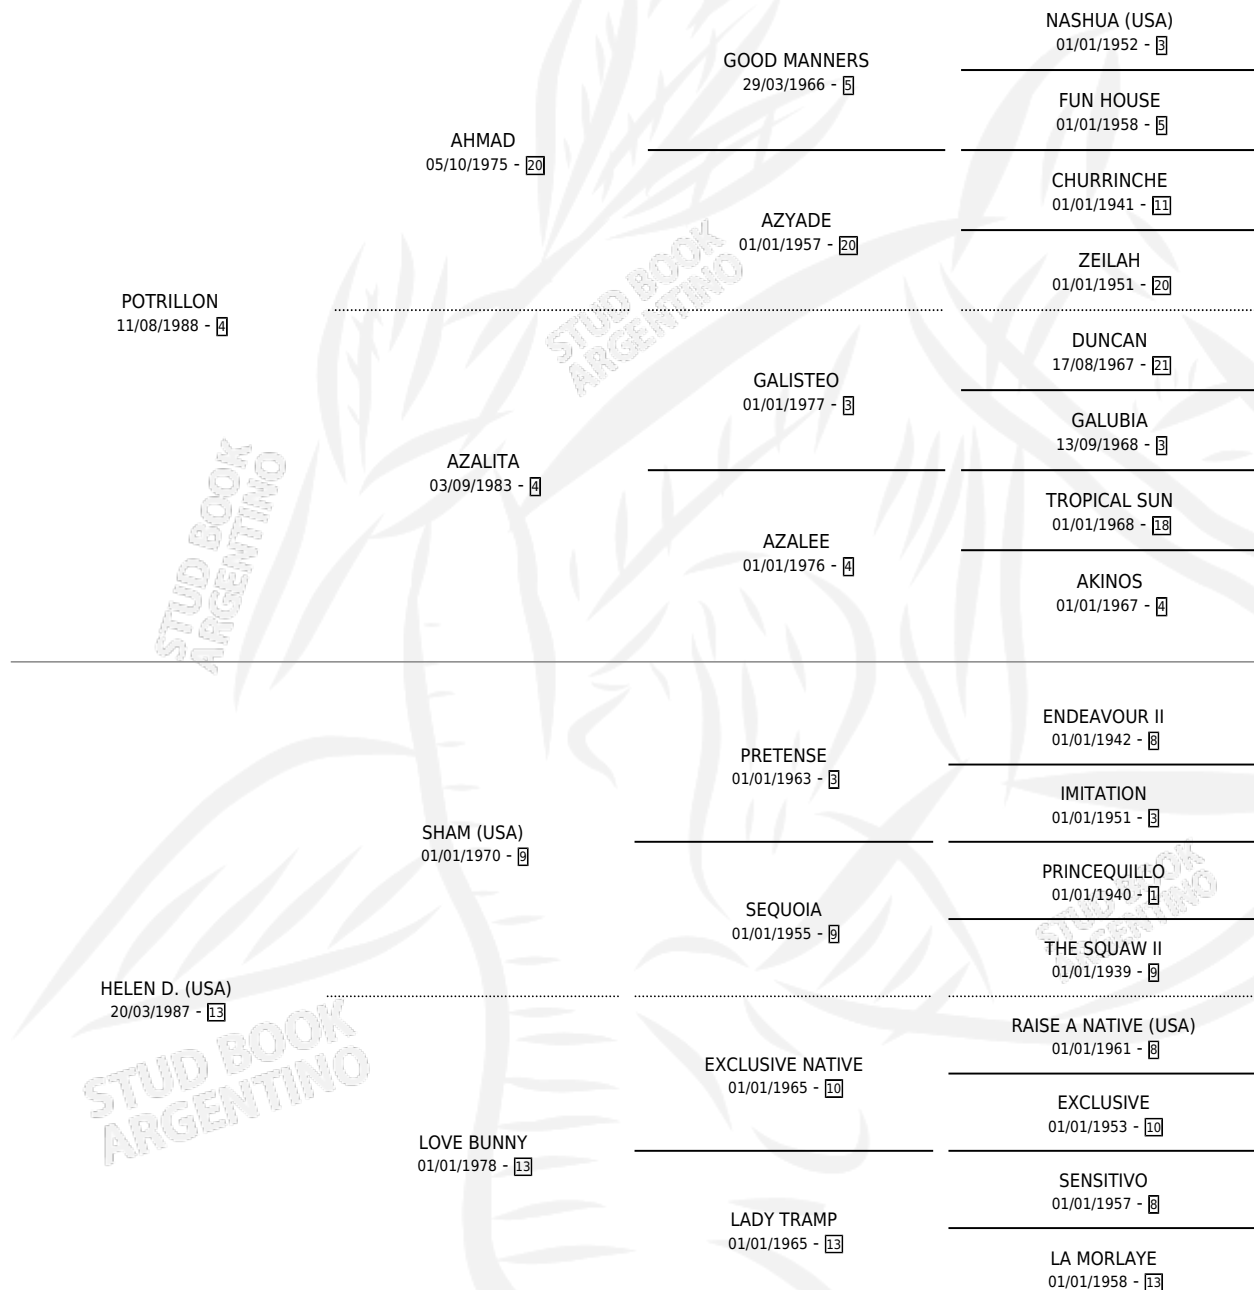 NASHUA (USA)
01/01/1952 - 3
GOOD MANNERS
29/03/1966 - 5
FUN HOUSE
01/01/1958 - 5
AHMAD
05/10/1975 - 20
CHURRINCHE
01/01/1941 - 11
AZYADE
01/01/1957 - 20
ZEILAH
01/01/1951 - 20
POTRILLON
11/08/1988 - 4
STUD BOOK
ARGENTINO
DUNCAN
17/08/1967 - 21
GALISTEO
01/01/1977 - 3
GALUBIA
13/09/1968 - 3
AZALITA
03/09/1983 - 4
TROPICAL SUN
01/01/1968 - 18
AZALEE
01/01/1976 - 4
AKINOS
01/01/1967 - 4
STUD BOOK
ARGENTINO
ENDEAVOUR II
01/01/1942 - 8
PRETENSE
01/01/1963 - 3
IMITATION
01/01/1951 - 3
SHAM (USA)
01/01/1970 - 9
PRINCEQUILLO
01/01/1940 - 1
SEQUOIA
01/01/1955 - 9
STUD BOOK
ARGENTINO
THE SQUAW II
01/01/1939 - 9
HELEN D. (USA)
20/03/1987 - 13
RAISE A NATIVE (USA)
01/01/1961 - 8
EXCLUSIVE NATIVE
01/01/1965 - 10
EXCLUSIVE
01/01/1953 - 10
STUD BOOK
ARGENTINO
LOVE BUNNY
01/01/1978 - 13
SENSITIVO
01/01/1957 - 8
LADY TRAMP
01/01/1965 - 13
LA MORLAYE
01/01/1958 - 13